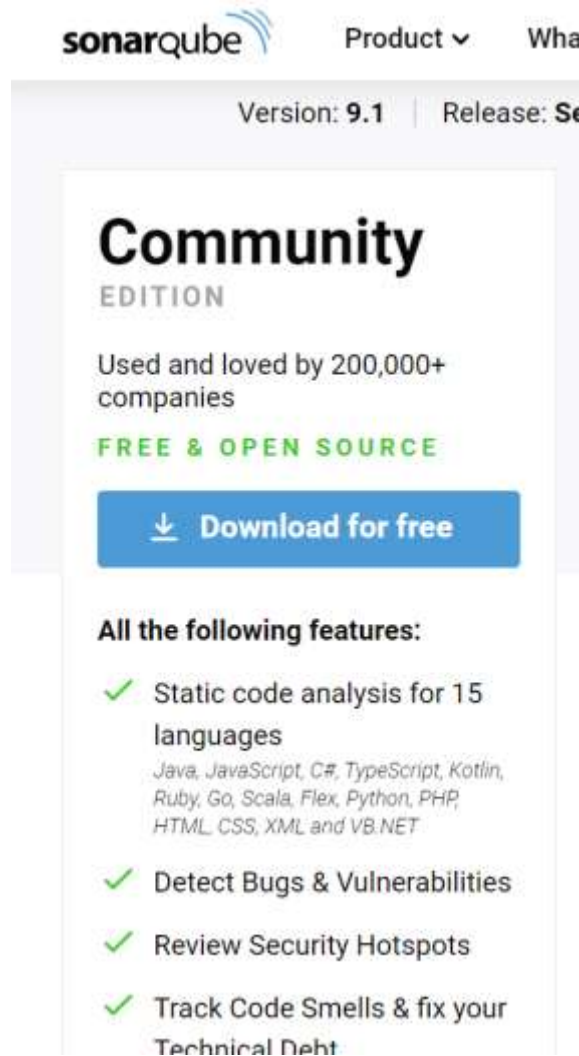 sonarqube Product
Version: 9.1 Release:
Community
EDITION
Used and loved by 200,000+
companies
FREE & OPEN SOURCE
Download for free
All the following features:
Static code analysis for 15
languages
Java, JavaScript, C#, TypeScript, Kotlin,
Ruby, Go, Scala, Flex, Python, PHP,
HTML, CSS, XML and VB.NET
Detect Bugs & Vulnerabilities
Review Security Hotspots
Track Code Smells & fix your
Technical Debt